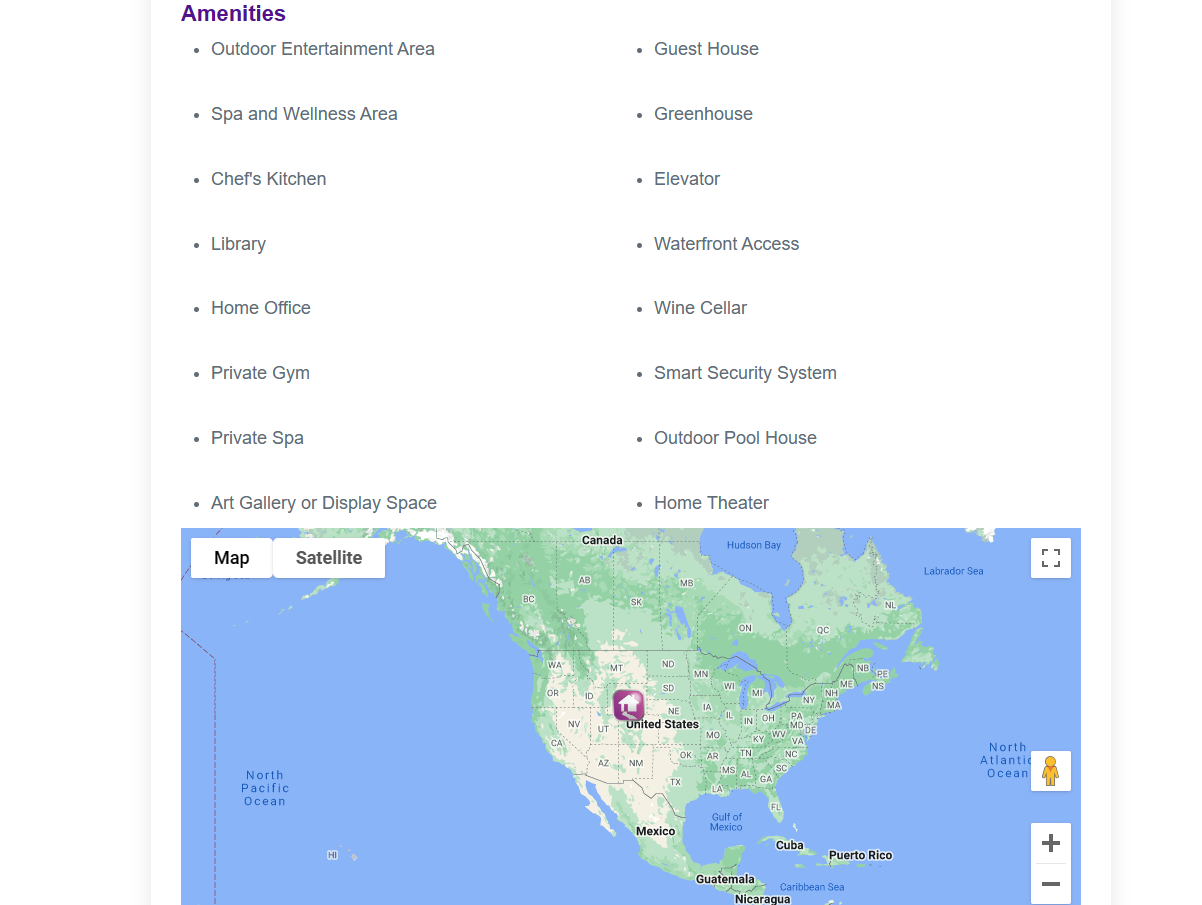 Amenities
Outdoor Entertainment Area
Guest House
Spa and Wellness Area
Greenhouse
Chef's Kitchen
Elevator
Library
Waterfront Access
Home Office
Wine Cellar
Private Gym
Smart Security System
Private Spa
Outdoor Pool House
Art Gallery or Display Space
Home Theater
Map
Satellite
Canada
Hudson Bay
Labrador Sea
AB
MB
BC
SK
NL
ON
QC
WA
MT
ND
MN
NB
PE
OR
ID
SD
WI
MI
ME
NS
NH
NY
MA
NE
IA
United States
NV
UT
IL
IN
OH
PA
MD
DE
CA
MO
KY
WV
VA
AZ
NM
OK
AR
TN
NC
TX
MS
AL
GA
SC
LA
FL
North
Pacific
Ocean
North
Atlantic
Ocean
Gulf of
Mexico
Mexico
HI
Cuba
Puerto Rico
Guatemala
Caribbean Sea
Nicaragua